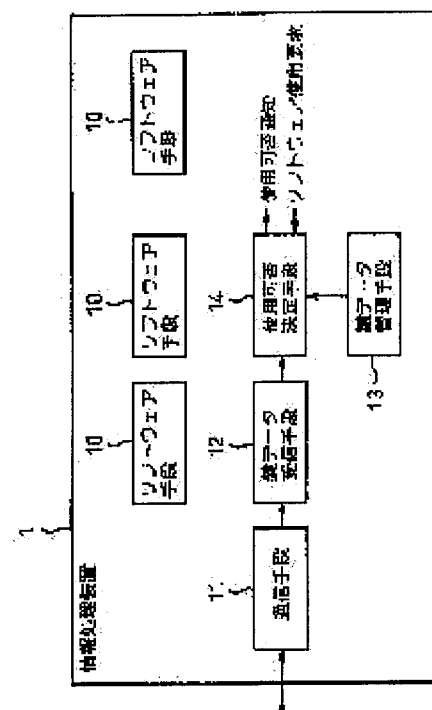 1
情報処理装置
10
ソフトウェア
手段
10
ソフトウェア
手段
10
ソフトウェア
手段
11
通信手段
12
鍵データ
受信手段
14
使用可否
決定手段
使用可否通知
ソフトウェア使用要求
13
鍵データ
管理手段